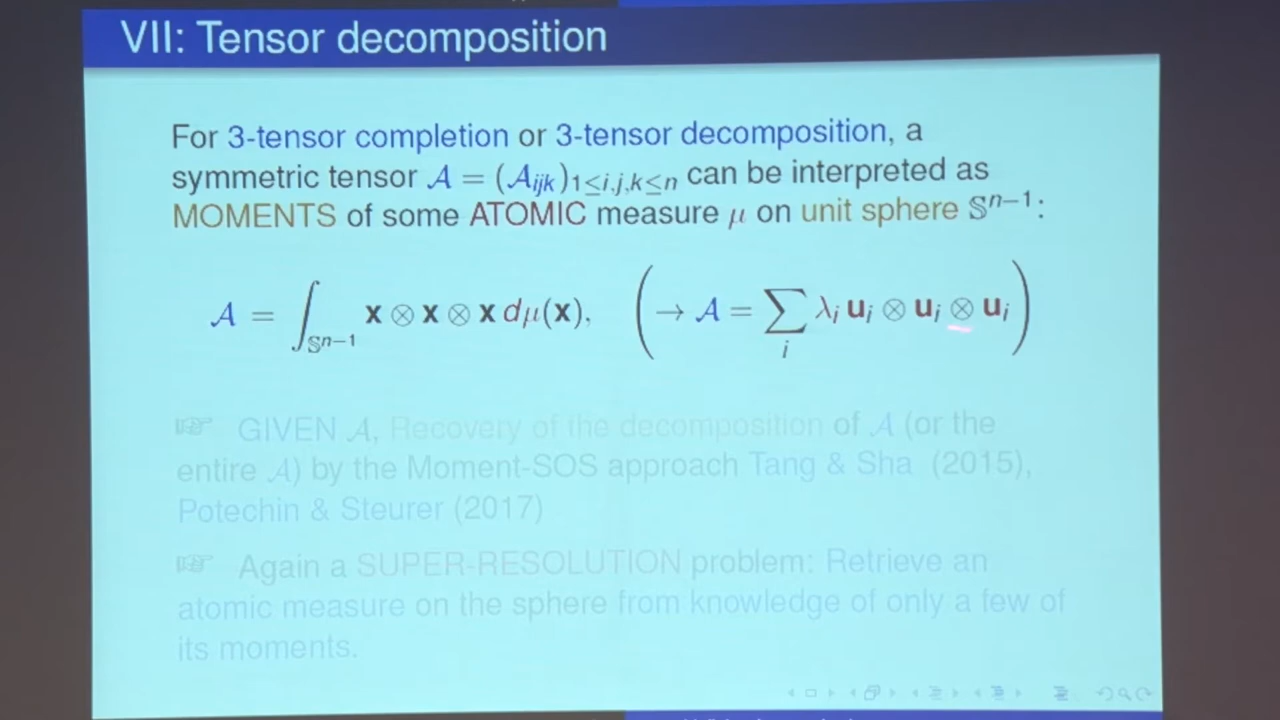 VII: Tensor decomposition
For 3-tensor completion or 3-tensor decomposition, a
symmetric tensor 𝒜 = (𝒜ijk)1≤i,j,k≤n can be interpreted as
MOMENTS of some ATOMIC measure μ on unit sphere 𝕊ⁿ⁻¹:
𝒜 = ∫𝕊ⁿ⁻¹ x ⊗ x ⊗ x dμ(x), (→ 𝒜 = ∑i λi ui ⊗ ui ⊗ ui)
☞ GIVEN 𝒜, Recovery of the decomposition of 𝒜 (or the
entire 𝒜) by the Moment-SOS approach Tang & Sha (2015),
Potechin & Steurer (2017)
☞ Again a SUPER-RESOLUTION problem: Retrieve an
atomic measure on the sphere from knowledge of only a few of
its moments.